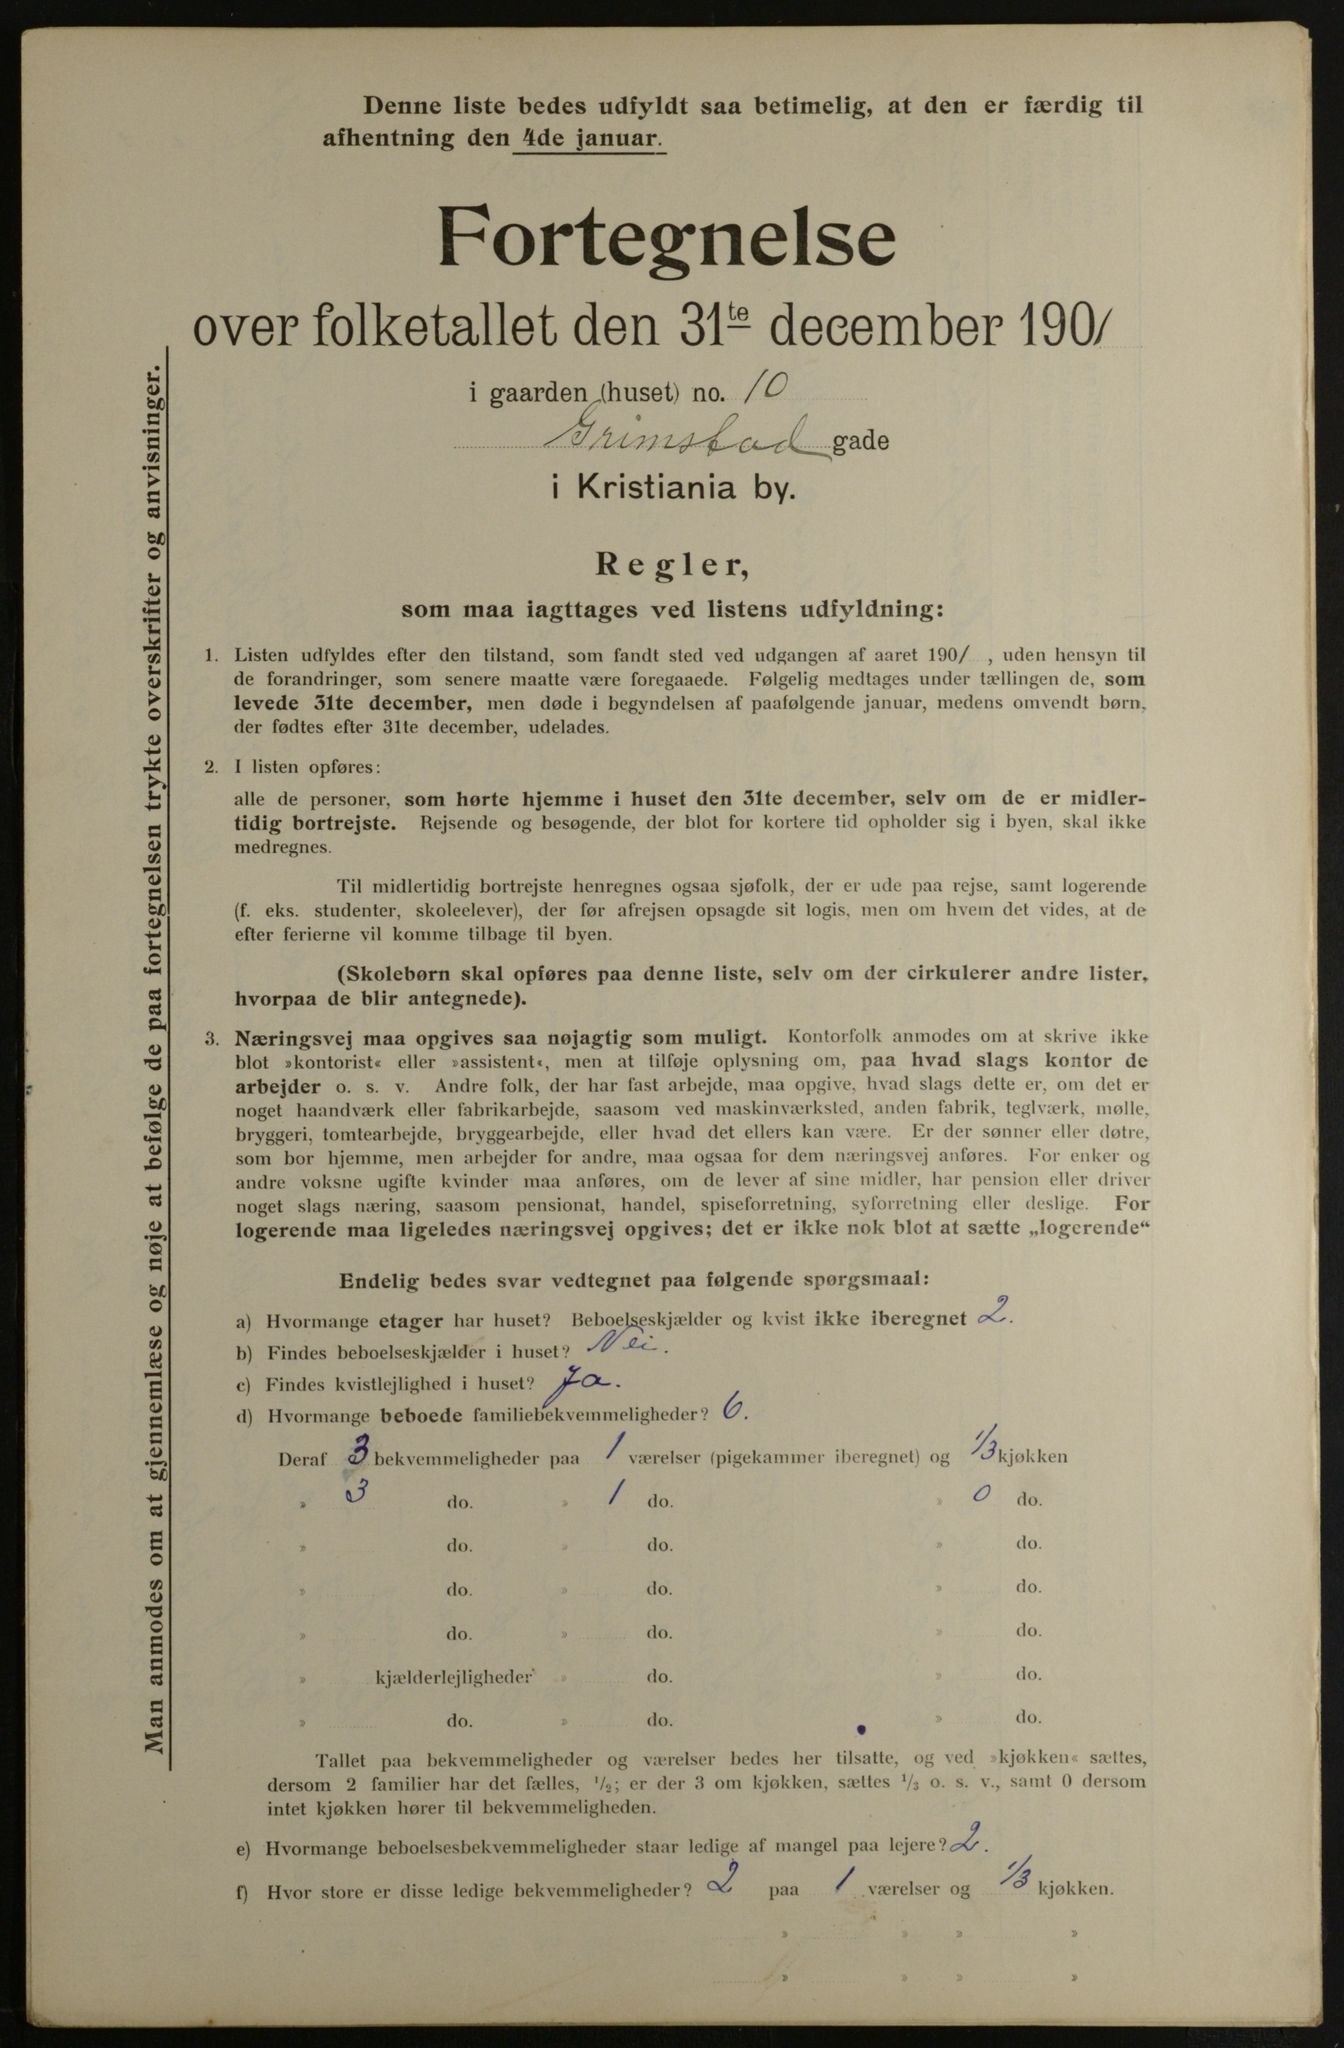 Denne liste bedes udfyldt saa betimelig, at den er færdig til
afhentning den 4de januar.
Fortegnelse
over folketallet den 31te december 1901
i gaarden (huset) no. 10
Grimstad gade
i Kristiania by.
Regler,
som maa iagttages ved listens udfyldning:
1. Listen udfyldes efter den tilstand, som fandt sted ved udgangen af aaret 1901, uden hensyn til
de forandringer, som senere maatte være foregaaede. Følgelig medtages under tællingen de, som
levede 31te december, men døde i begyndelsen af paafølgende januar, medens omvendt børn,
der fødtes efter 31te december, udelades.
2. I listen opføres:
alle de personer, som hørte hjemme i huset den 31te december, selv om de er midler-
tidig bortrejste. Rejsende og besøgende, der blot for kortere tid opholder sig i byen, skal ikke
medregnes.
Til midlertidig bortrejste henregnes ogsaa sjøfolk, der er ude paa rejse, samt logerende
(f. eks. studenter, skoleelever), der før afrejsen opsagde sit logis, men om hvem det vides, at de
efter ferierne vil komme tilbage til byen.
(Skolebørn skal opføres paa denne liste, selv om der cirkulerer andre lister,
hvorpaa de blir antegnede).
3. Næringsvej maa opgives saa nøjagtig som muligt. Kontorfolk anmodes om at skrive ikke
blot »kontorist« eller »assistent«, men at tilføje oplysning om, paa hvad slags kontor de
arbejder o. s. v. Andre folk, der har fast arbejde, maa opgive, hvad slags dette er, om det er
noget haandværk eller fabrikarbejde, saasom ved maskinværksted, anden fabrik, teglværk, mølle,
bryggeri, tomtearbejde, bryggearbejde, eller hvad det ellers kan være. Er der sønner eller døtre,
som bor hjemme, men arbejder for andre, maa ogsaa for dem næringsvej anføres. For enker og
andre voksne ugifte kvinder maa anføres, om de lever af sine midler, har pension eller driver
noget slags næring, saasom pensionat, handel, spiseforretning, syforretning eller deslige. For
logerende maa ligeledes næringsvej opgives; det er ikke nok blot at sætte „logerende“
Endelig bedes svar vedtegnet paa følgende spørgsmaal:
a) Hvormange etager har huset? Beboelseskjælder og kvist ikke iberegnet 2.
b) Findes beboelseskjælder i huset? Nei.
c) Findes kvistlejlighed i huset? Ja.
d) Hvormange beboede familiebekvemmeligheder? 6.
Deraf 3 bekvemmeligheder paa 1 værelser (pigekammer iberegnet) og 1/3 kjøkken
» 3 do. » 1 do. » 0 do.
» do. » do. » do.
» do. » do. » do.
» do. » do. » do.
» kjælderlejligheder » do. » do.
» do. » do. » do.
Tallet paa bekvemmeligheder og værelser bedes her tilsatte, og ved »kjøkken« sættes,
dersom 2 familier har det fælles, 1/2; er der 3 om kjøkken, sættes 1/3 o. s. v., samt 0 dersom
intet kjøkken hører til bekvemmeligheden.
e) Hvormange beboelsesbekvemmeligheder staar ledige af mangel paa lejere? 2.
f) Hvor store er disse ledige bekvemmeligheder? 2 paa 1 værelser og 1/3 kjøkken.
» » » »
» » » »
Man anmodes om at gjennemlæse og nøje at befølge de paa fortegnelsen trykte overskrifter og anvisninger.